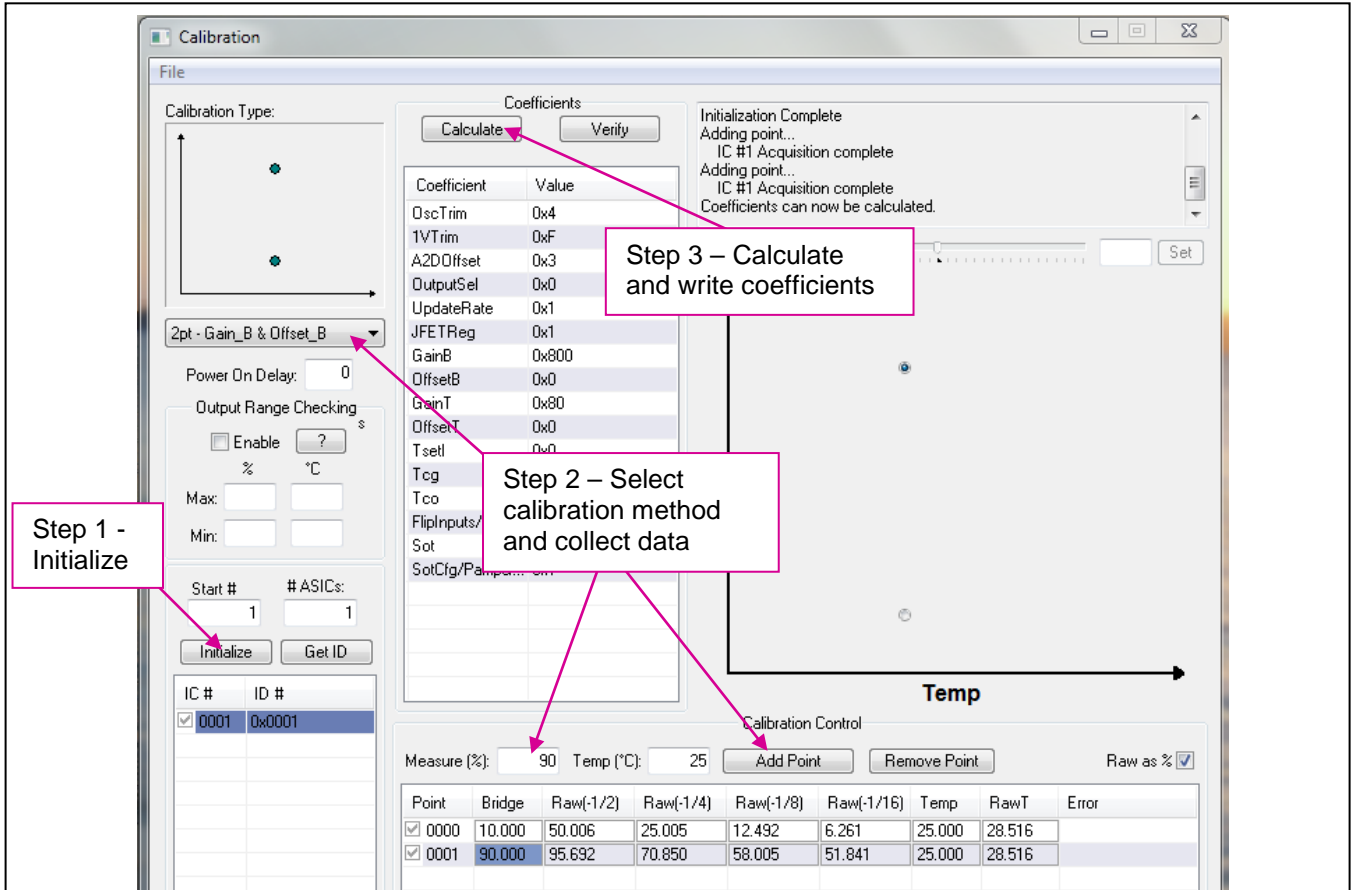 Calibration
File
Calibration Type:
2pt - Gain_B & Offset_B
Power On Delay: 0
Output Range Checking
s
Enable ?
% °C
Max:
Min:
Step 1 -
Initialize
Start # # ASICs:
1 1
Initialize Get ID
IC # ID #
0001 0x0001
Coefficients
Calculate Verify
Coefficient Value
OscTrim 0x4
1VTrim 0xF
A2DOffset 0x3
OutputSel 0x0
UpdateRate 0x1
JFETReg 0x1
GainB 0x800
OffsetB 0x0
GainT 0x80
OffsetT 0x0
Tsetl 0x0
Tcg
Tco
FlipInputs/
Sot
Step 2 – Select
calibration method
and collect data
Initialization Complete
Adding point...
IC #1 Acquisition complete
Adding point...
IC #1 Acquisition complete
Coefficients can now be calculated.
Step 3 – Calculate
and write coefficients
Set
Temp
Calibration Control
Measure (%): 90 Temp (°C): 25 Add Point Remove Point Raw as %
Point Bridge Raw(-1/2) Raw(-1/4) Raw(-1/8) Raw(-1/16) Temp RawT Error
0000 10.000 50.006 25.005 12.492 6.261 25.000 28.516
0001 90.000 95.692 70.850 58.005 51.841 25.000 28.516